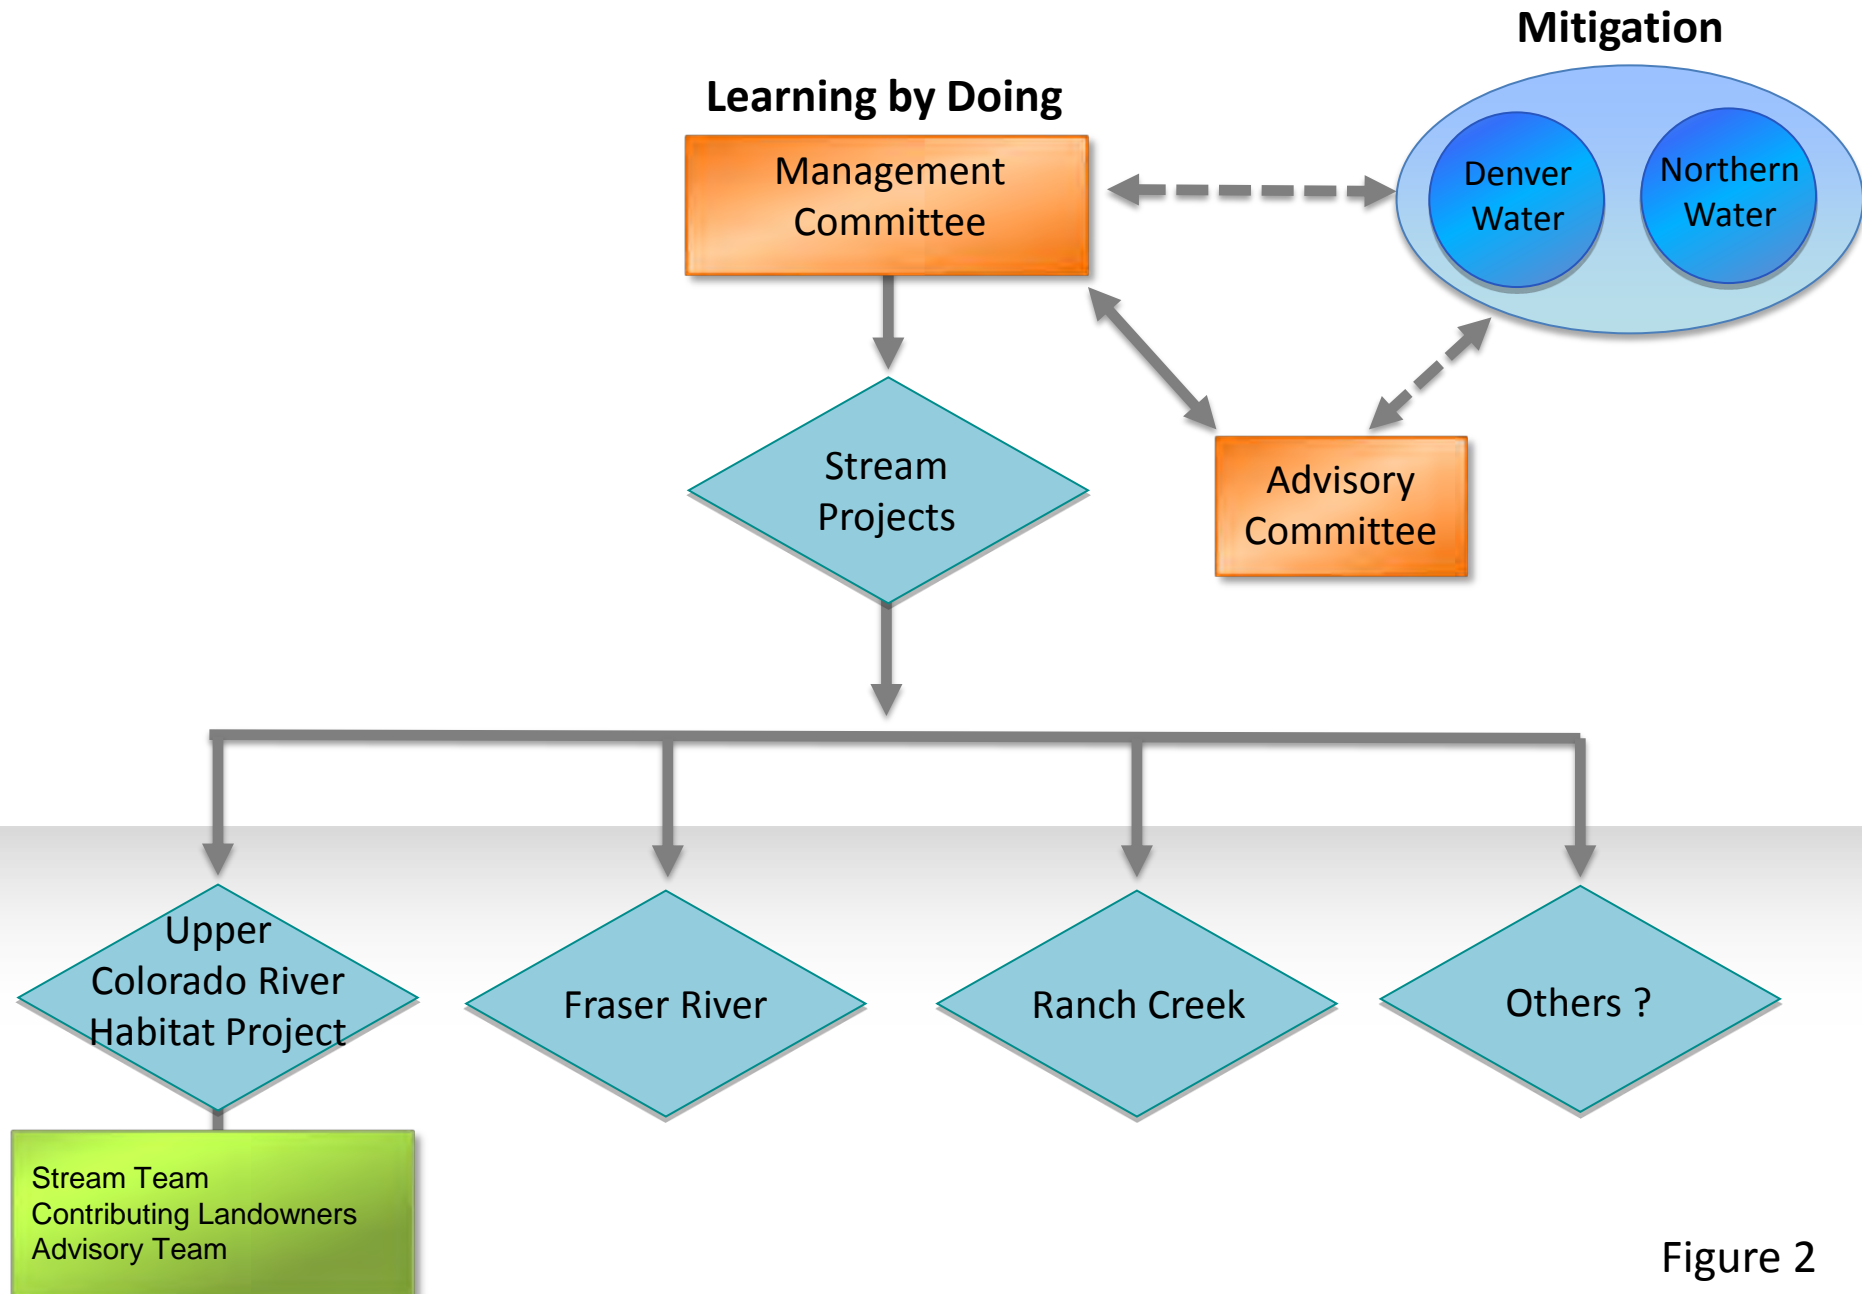 Mitigation
Learning by Doing
Management
Committee
Denver
Water
Northern
Water
Stream
Projects
Advisory
Committee
Upper
Colorado River
Habitat Project
Fraser River
Ranch Creek
Others ?
Stream Team
Contributing Landowners
Advisory Team
Figure 2